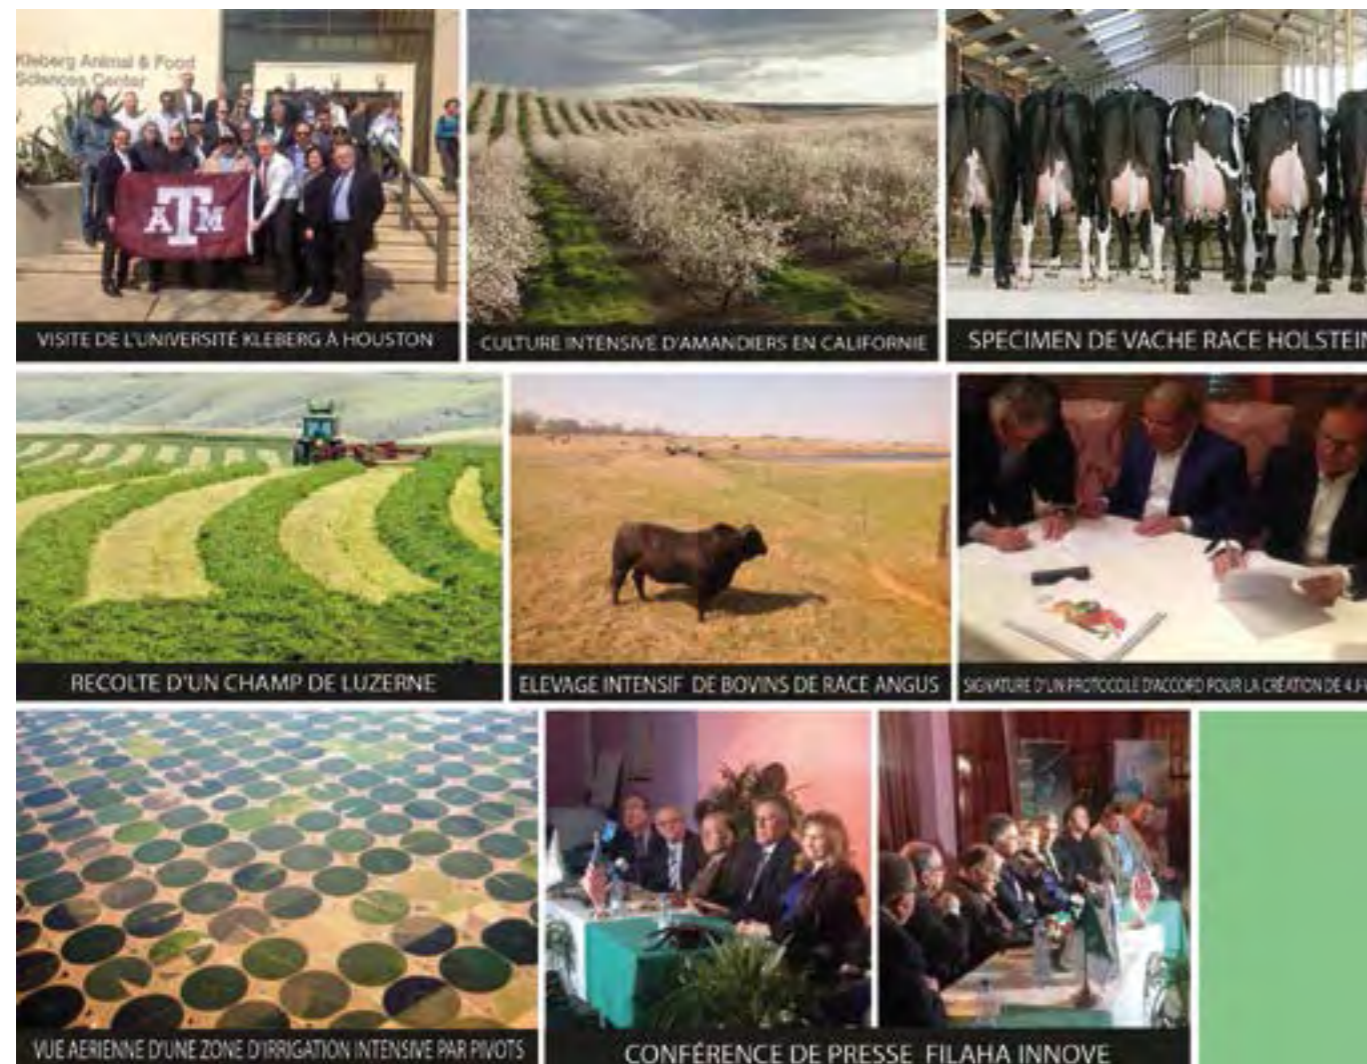 Kleberg Animal & Food
Sciences Center
ATM
VISITE DE L'UNIVERSITÉ KLEBERG À HOUSTON
CULTURE INTENSIVE D'AMANDIERS EN CALIFORNIE
SPECIMEN DE VACHE RACE HOLSTEIN
RECOLTE D'UN CHAMP DE LUZERNE
ELEVAGE INTENSIF DE BOVINS DE RACE ANGUS
SIGNATURE D'UN PROTOCOLE D'ACCORD POUR LA CRÉATION DE
VUE AERIENNE D'UNE ZONE D'IRRIGATION INTENSIVE PAR PIVOTS
CONFÉRENCE DE PRESSE FILAHA INNOVE